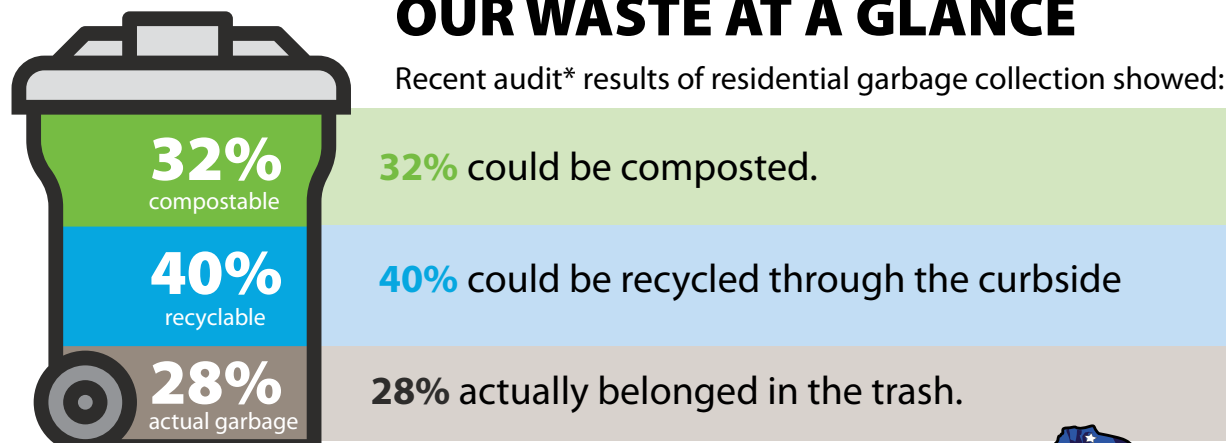 OUR WASTE AT A GLANCE
Recent audit* results of residential garbage collection showed:
32%
compostable
32% could be composted.
40%
recyclable
40% could be recycled through the curbside
28%
actual garbage
28% actually belonged in the trash.